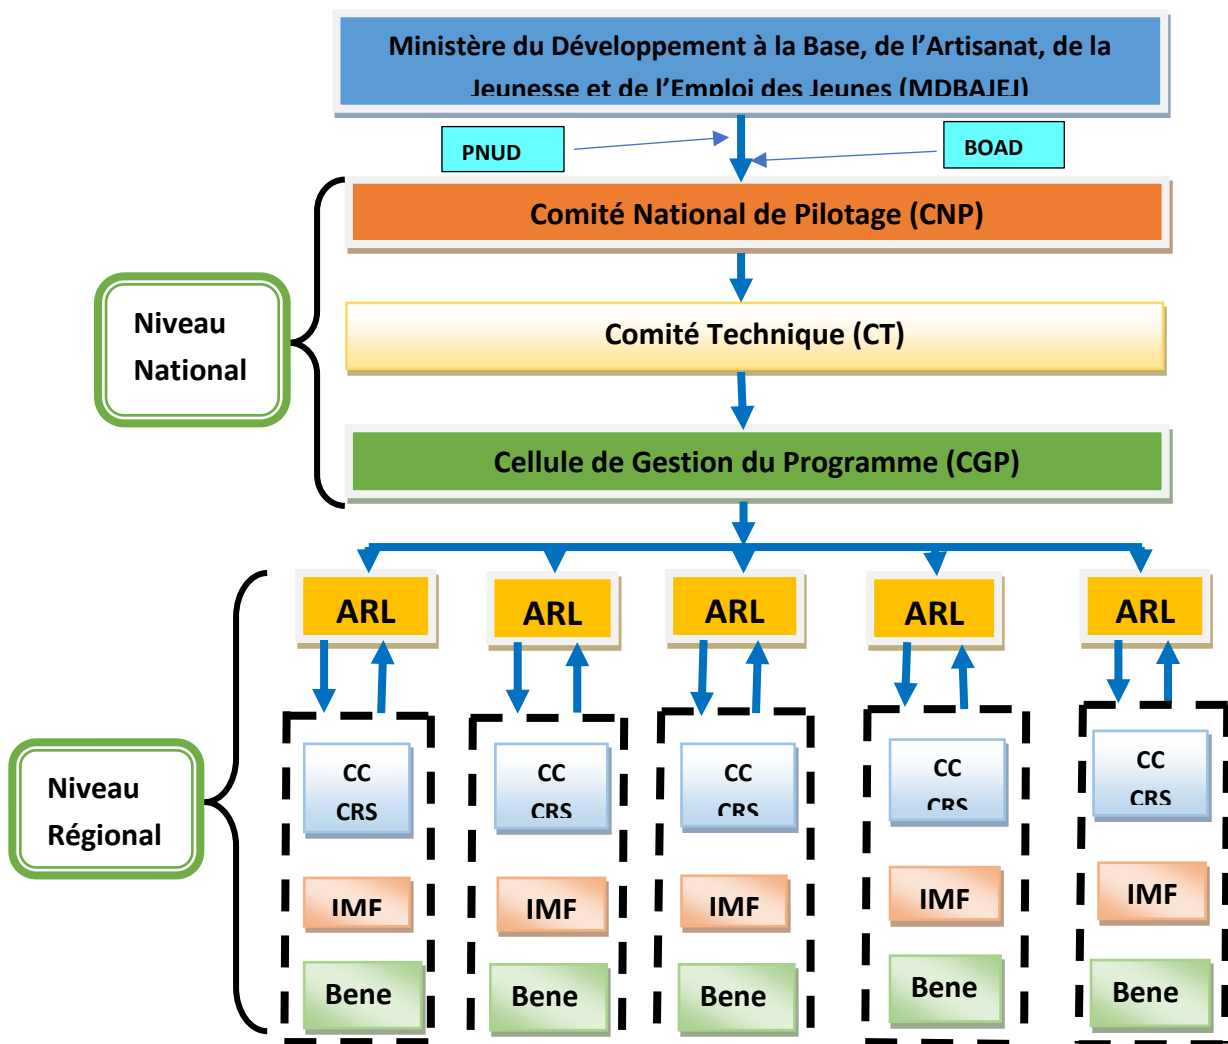 Ministère du Développement à la Base, de l’Artisanat, de la
Jeunesse et de l’Emploi des Jeunes (MDBAJEJ)
PNUD
BOAD
Comité National de Pilotage (CNP)
Niveau
National
Comité Technique (CT)
Cellule de Gestion du Programme (CGP)
ARL
ARL
ARL
ARL
ARL
Niveau
Régional
CC
CRS
CC
CRS
CC
CRS
CC
CRS
CC
CRS
IMF
IMF
IMF
IMF
IMF
Bene
Bene
Bene
Bene
Bene